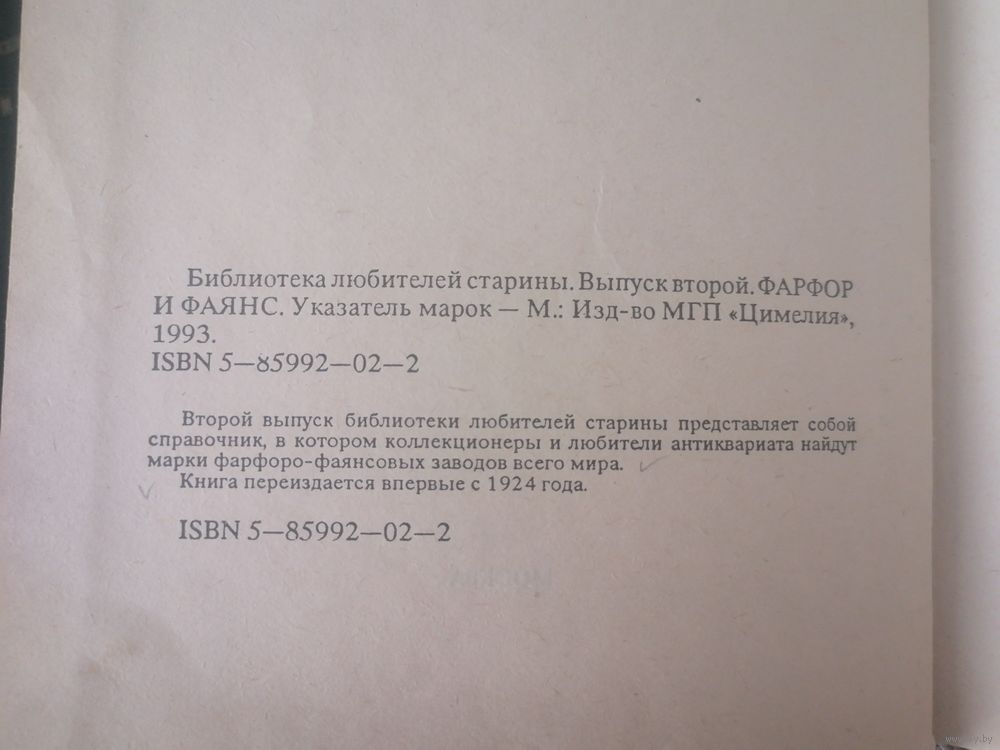 Библиотека любителей старины. Выпуск второй. ФАРФОР
И ФАЯНС. Указатель марок — М.: Изд-во МГП «Цимелия»,
1993.
ISBN 5—85992—02—2
Второй выпуск библиотеки любителей старины представляет собой
справочник, в котором коллекционеры и любители антиквариата найдут
марки фарфоро-фаянсовых заводов всего мира.
Книга переиздается впервые с 1924 года.
ISBN 5—85992—02—2